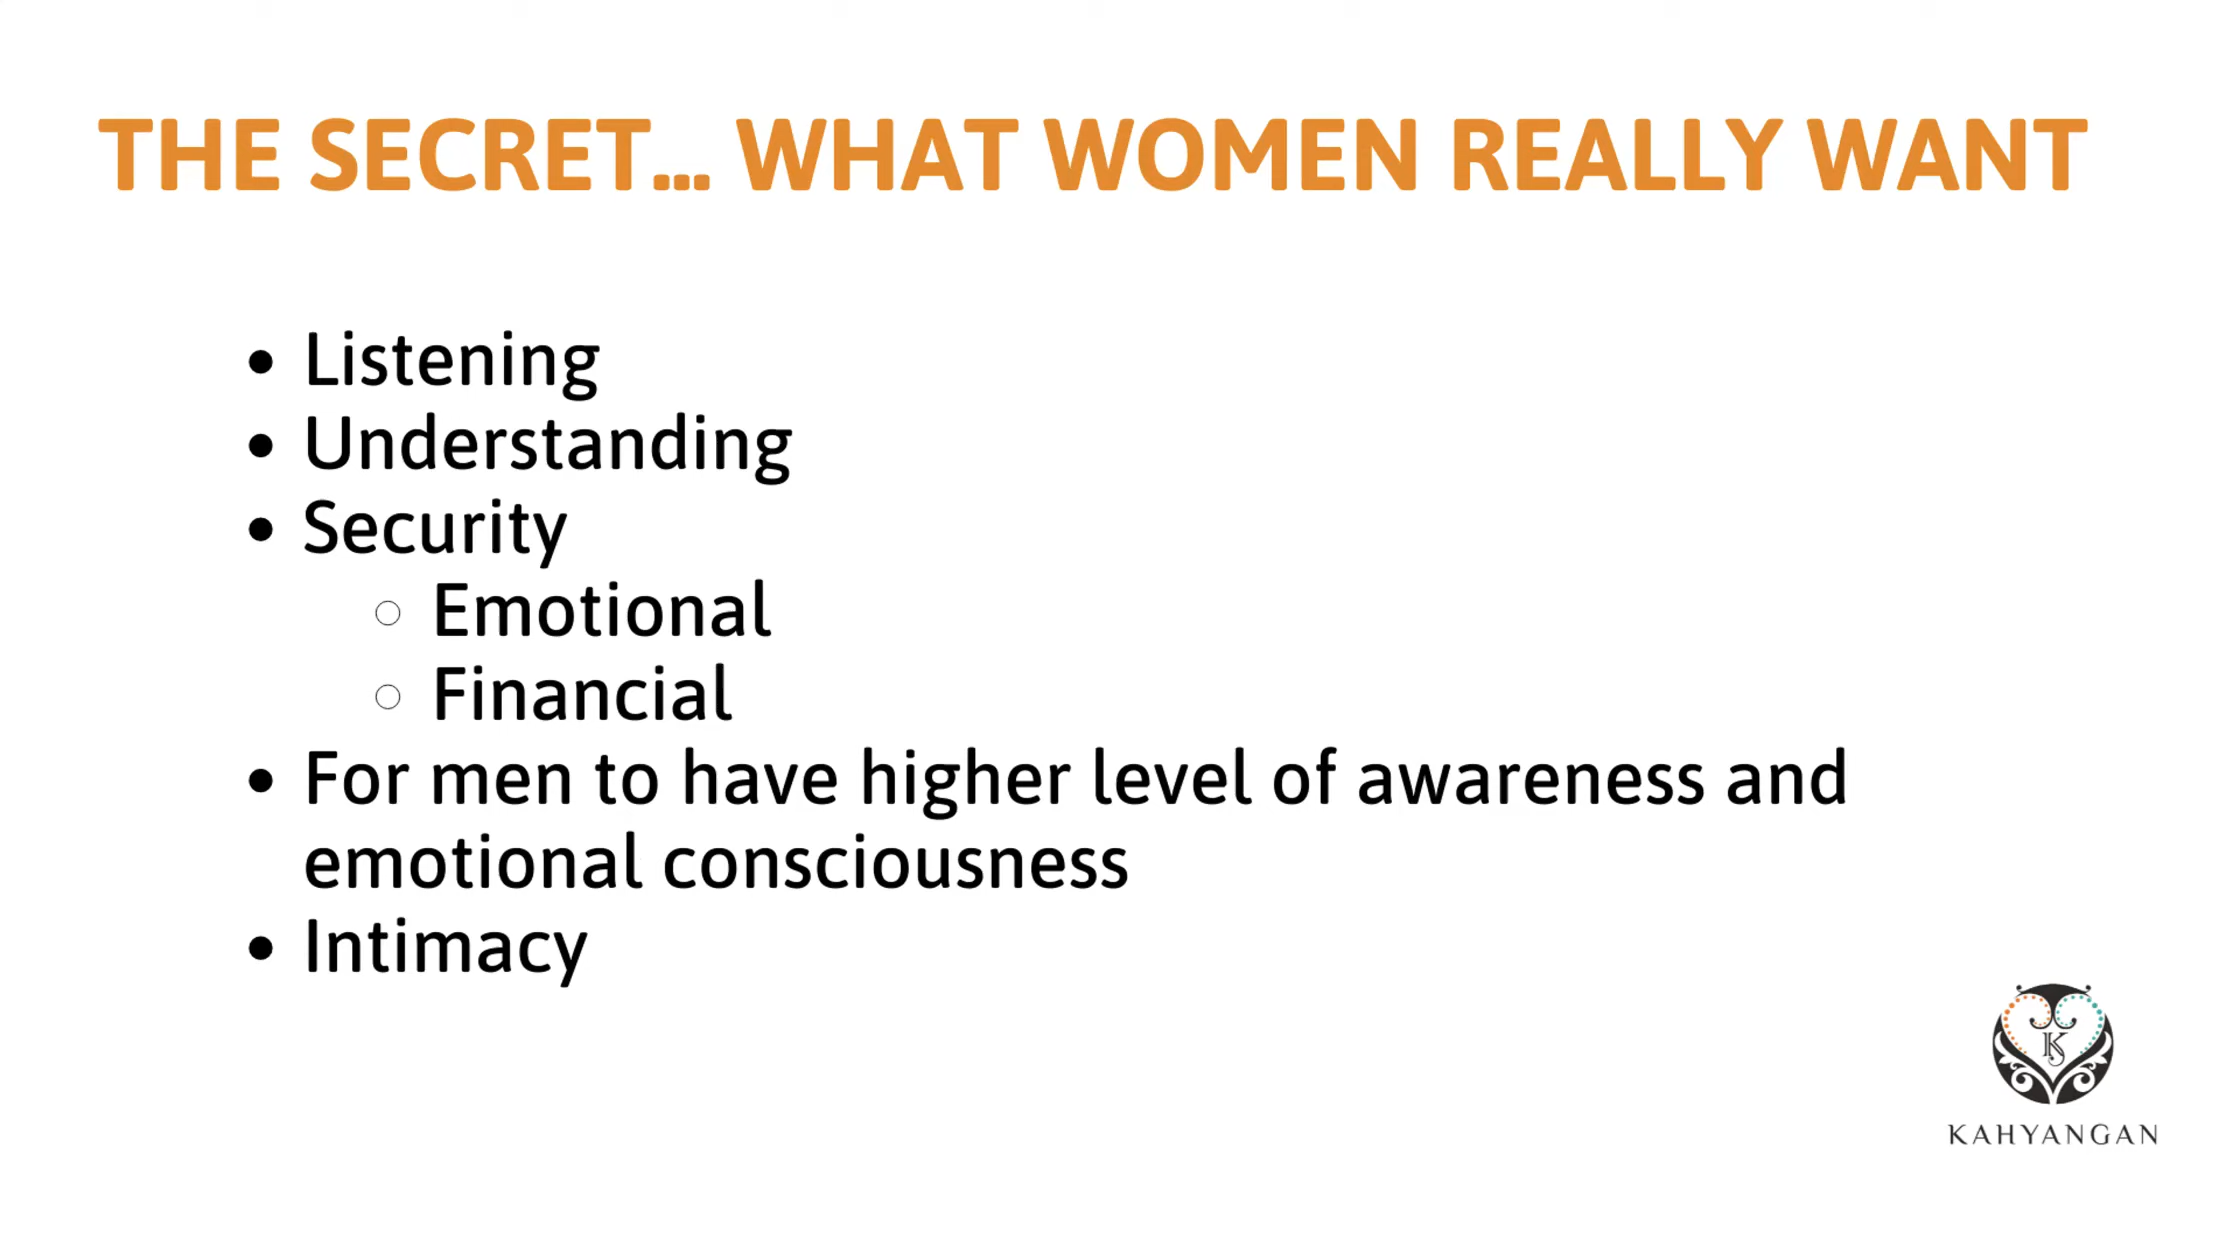 THE SECRET... WHAT WOMEN REALLY WANT
• Listening
• Understanding
• Security
○ Emotional
○ Financial
• For men to have higher level of awareness and
emotional consciousness
• Intimacy
K
KAHYANGAN